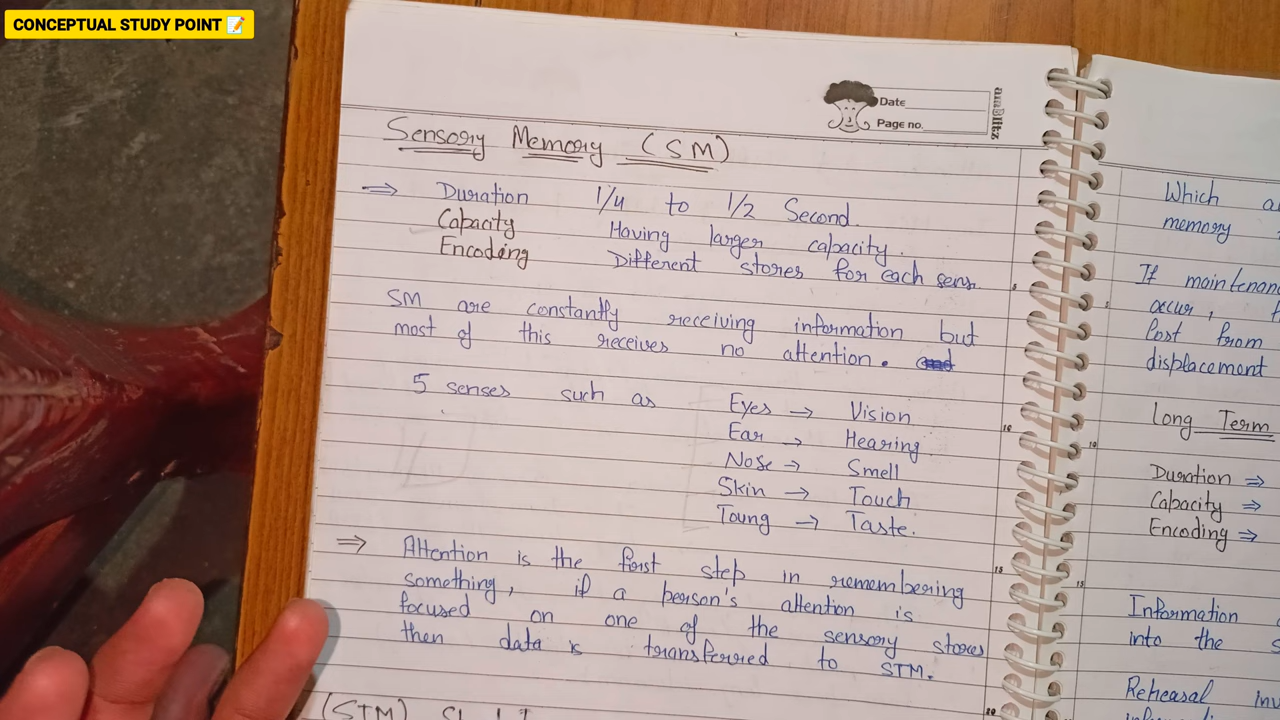 CONCEPTUAL STUDY POINT 📝
Date
Page no.
Sensory Memory (SM)
⇒ Duration 1/4 to 1/2 Second
Capacity Having larger capacity.
Encoding Different stores for each sens
SM are constantly receiving information but
most of this receives no attention.
5 senses such as Eyes → Vision
Ear → Hearing
Nose → Smell
Skin → Touch
Toung → Taste.
⇒ Attention is the first step in remembering
something, if a person's attention is
focused on one of the sensory stores
then data is transferred to STM.
(STM)
Which
memory
If
occur,
lost from
displacement
Long Term
Duration ⇒
Capacity ⇒
Encoding ⇒
Information
into the
Rehearsal